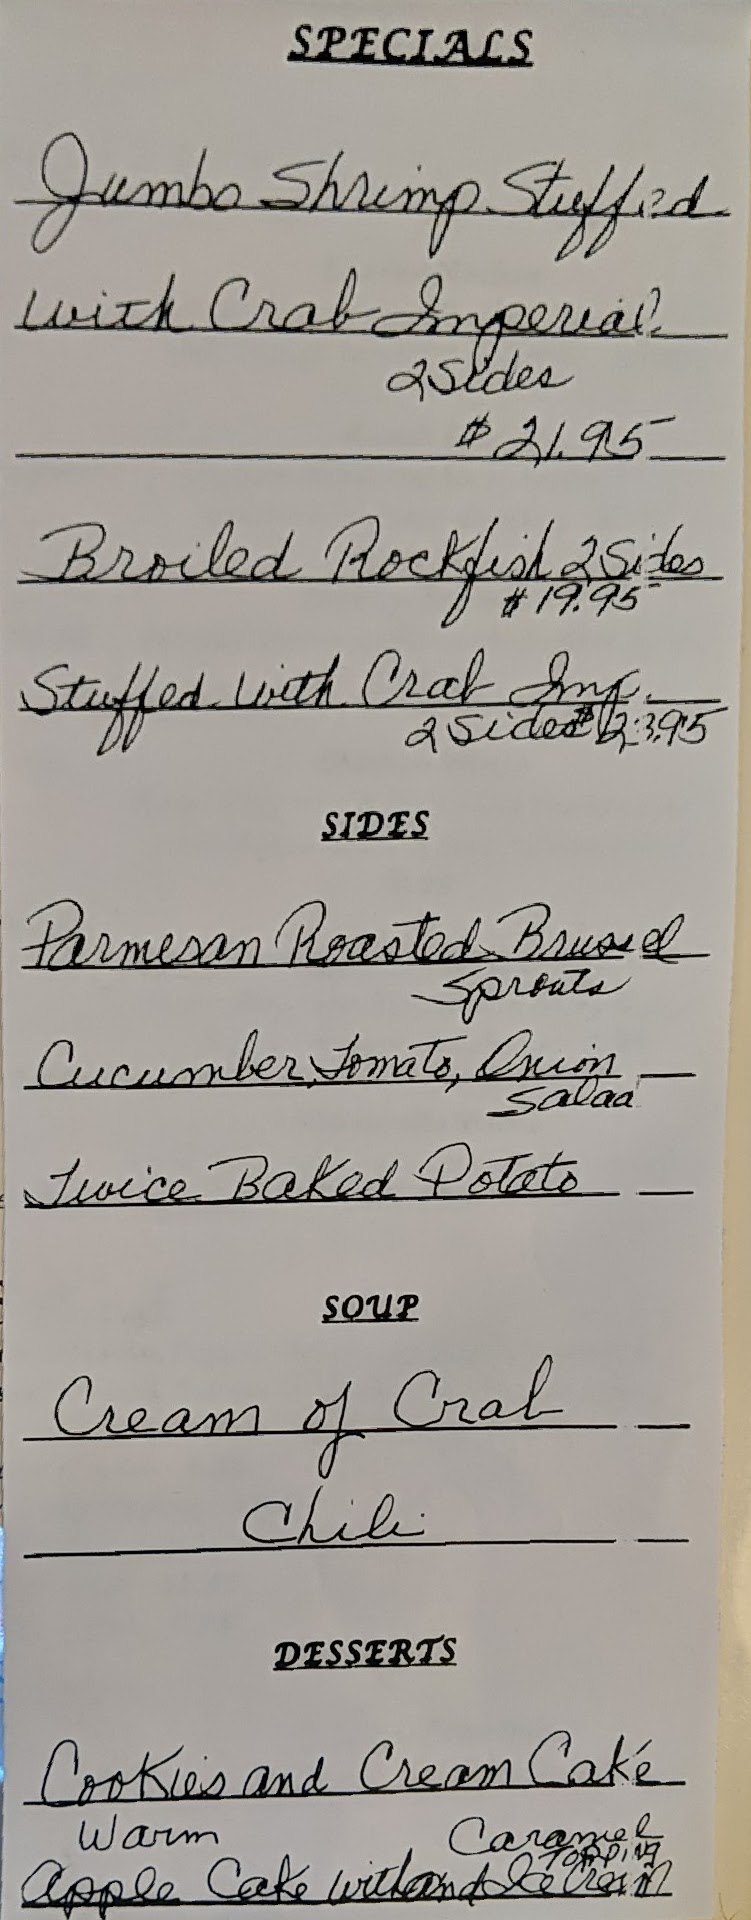 SPECIALS
Jumbo Shrimp Stuffed
with Crab Imperial
2 Sides
$21.95
Broiled Rockfish 2 Sides
$19.95
Stuffed with Crab Imp.
2 Sides $23.95
SIDES
Parmesan Roasted Brussel
Sprouts
Cucumber, Tomato, Onion
Salad
Twice Baked Potato
SOUP
Cream of Crab
Chili
DESSERTS
Cookies and Cream Cake
Warm Caramel
TOPPING
Apple Cake with and Ice Cream